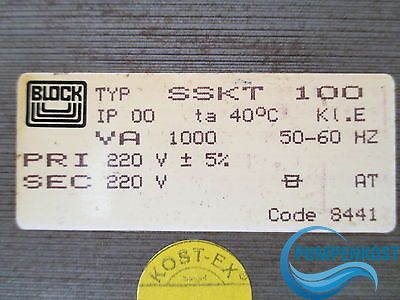 BLOCK
TYP SSKT 100
IP 00 ta 40°C Kl.E
VA 1000 50-60 HZ
PRI 220 V ± 5%
SEC 220 V AT
Code 8441
KOST-EX
PUMPENKOST